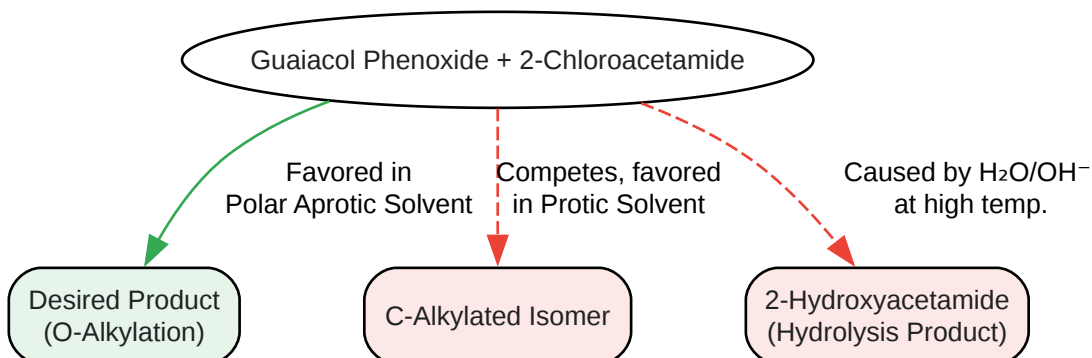 Guaiacol Phenoxide + 2-Chloroacetamide
Favored in
Polar Aprotic Solvent
Competes, favored
in Protic Solvent
Caused by H₂O/OH⁻
at high temp.
Desired Product
(O-Alkylation)
C-Alkylated Isomer
2-Hydroxyacetamide
(Hydrolysis Product)